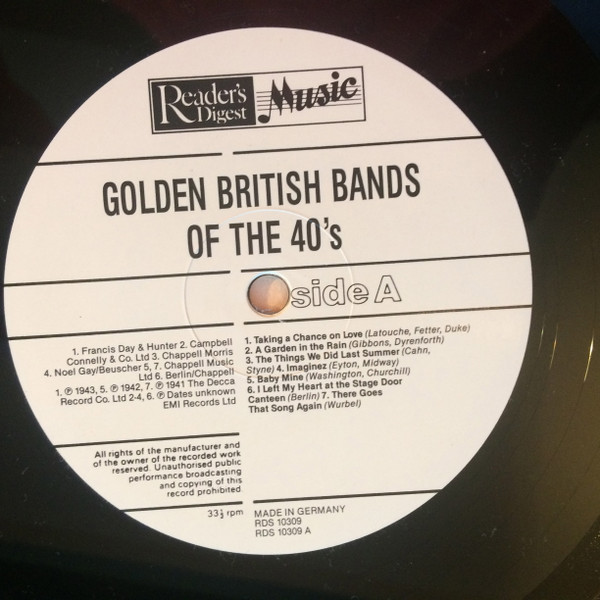 Reader's
Digest
Music
GOLDEN BRITISH BANDS
OF THE 40's
side A
1. Francis Day & Hunter 2. Campbell
Connelly & Co. Ltd 3. Chappell Morris
4. Noel Gay/Beuscher 5, 7. Chappell Music
Ltd 6. Berlin/Chappell
1. ℗ 1943, 5. ℗ 1942, 7. ℗ 1941 The Decca
Record Co. Ltd 2-4, 6. ℗ Dates unknown
EMI Records Ltd
1. Taking a Chance on Love (Latouche, Fetter, Duke)
2. A Garden in the Rain (Gibbons, Dyrenforth)
3. The Things We Did Last Summer (Cahn,
Styne) 4. Imaginez (Eyton, Midway)
5. Baby Mine (Washington, Churchill)
6. I Left My Heart at the Stage Door
Canteen (Berlin) 7. There Goes
That Song Again (Wurbel)
All rights of the manufacturer and
of the owner of the recorded work
reserved. Unauthorised public
performance broadcasting
and copying of this
record prohibited
33⅓ rpm
MADE IN GERMANY
RDS 10309
RDS 10309 A